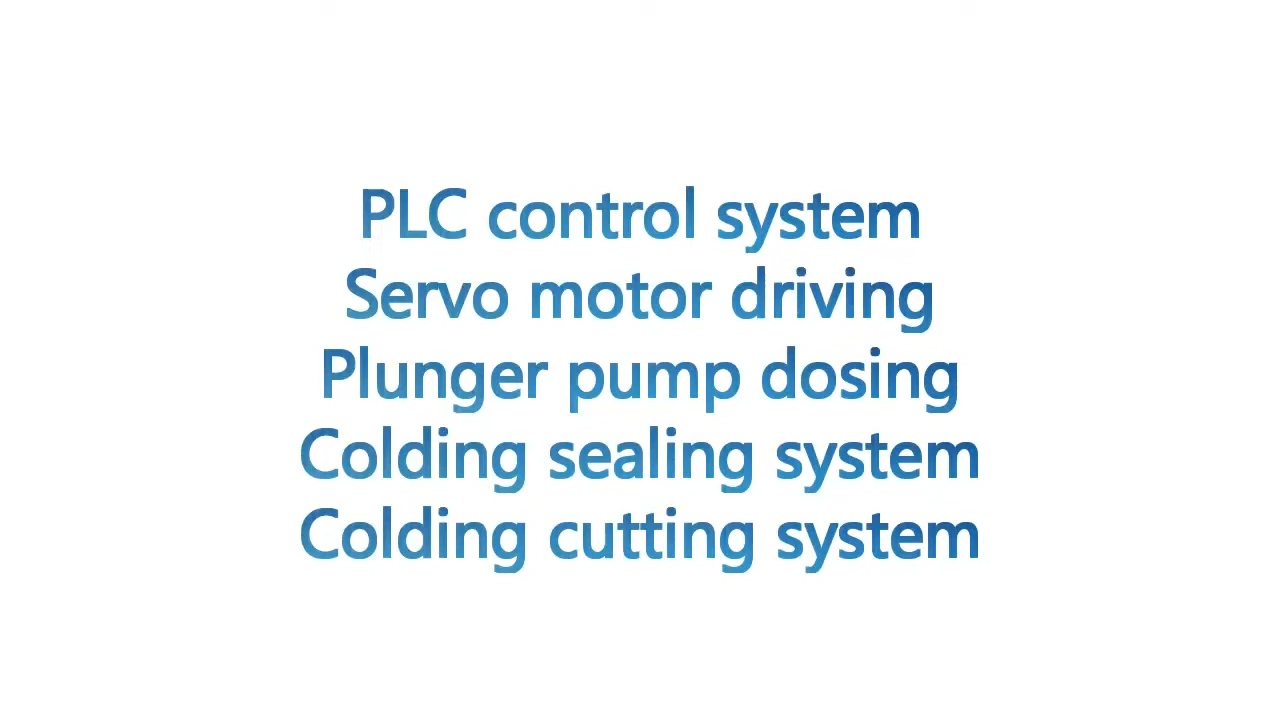 PLC control system
Servo motor driving
Plunger pump dosing
Colding sealing system
Colding cutting system